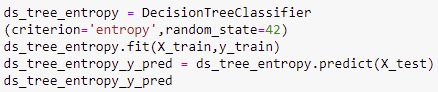 ds_tree_entropy = DecisionTreeClassifier
(criterion='entropy',random_state=42)
ds_tree_entropy.fit(X_train,y_train)
ds_tree_entropy_y_pred = ds_tree_entropy.predict(X_test)
ds_tree_entropy_y_pred